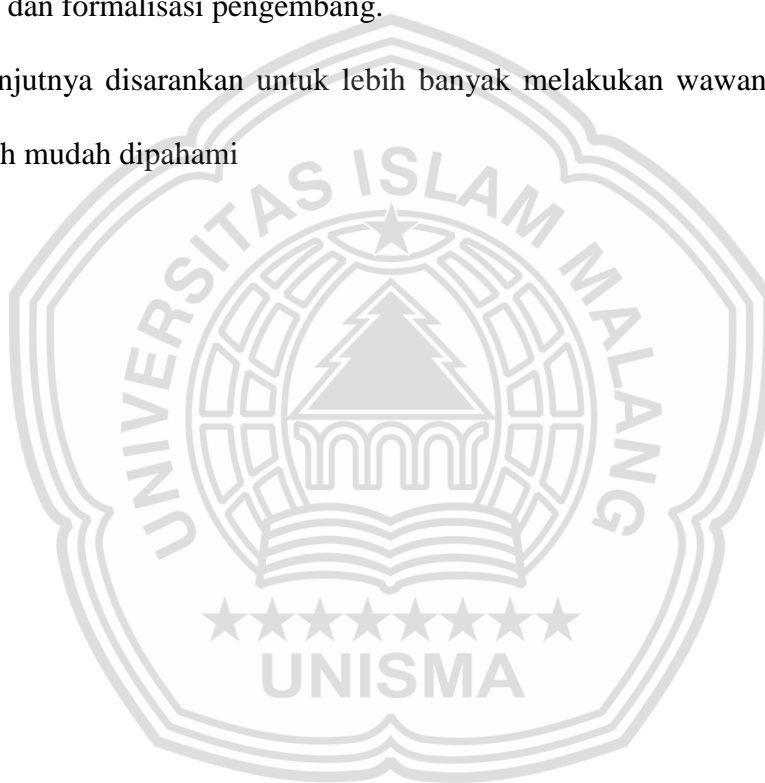 dan formalisasi pengembang.
njutnya disarankan untuk lebih banyak melakukan wawan
h mudah dipahami
UNIVERSITAS ISLAM MALANG
UNISMA